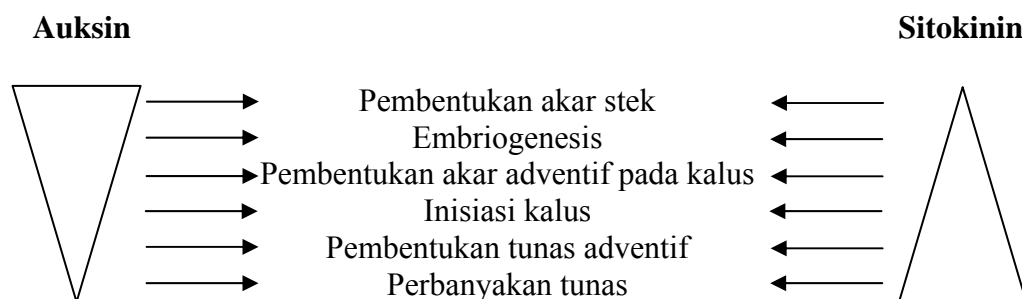 Auksin
Sitokinin
Pembentukan akar stek
Embriogenesis
Pembentukan akar adventif pada kalus
Inisiasi kalus
Pembentukan tunas adventif
Perbanyakan tunas